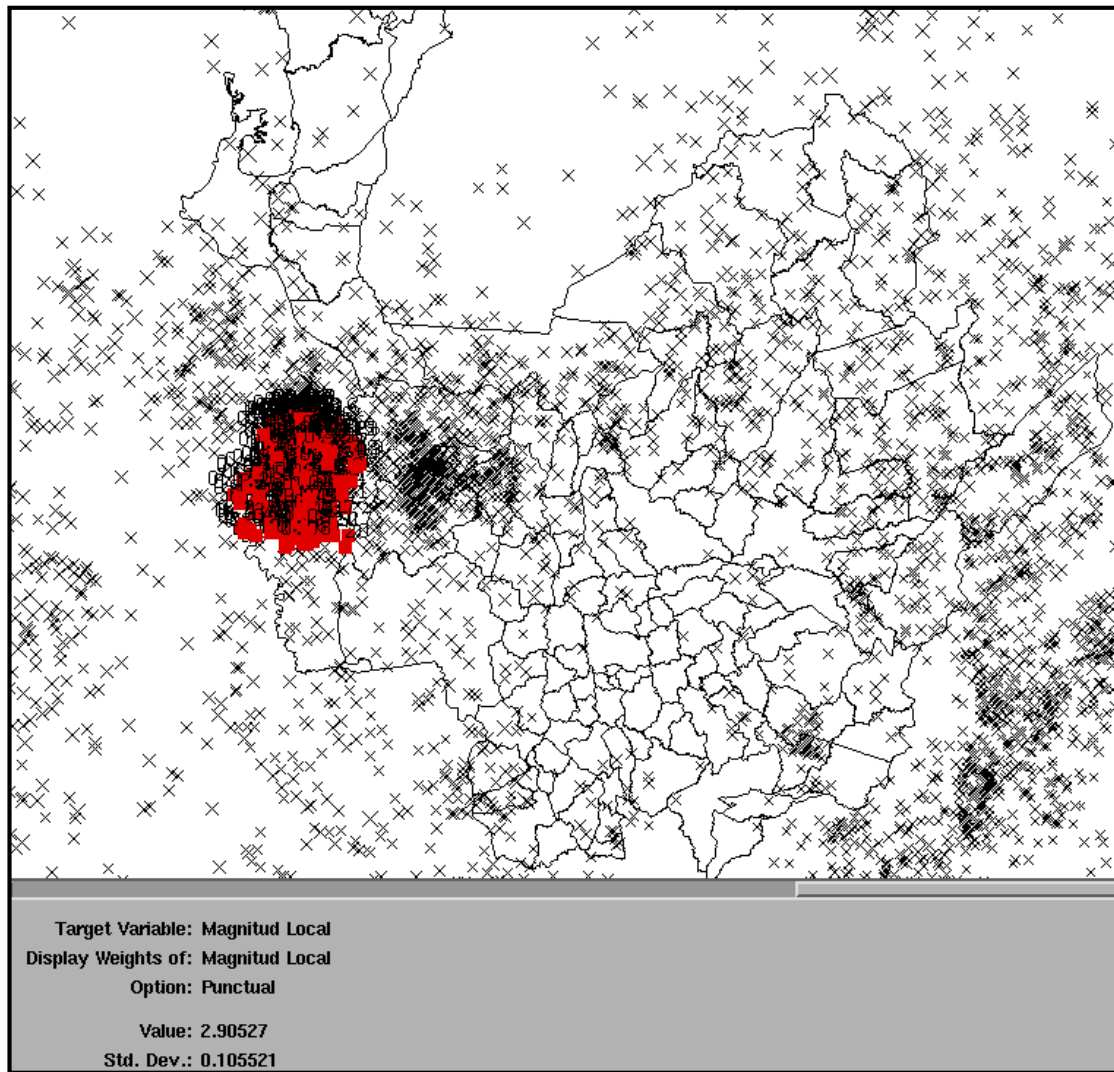 Target Variable: Magnitud Local
Display Weights of: Magnitud Local
Option: Punctual
Value: 2.90527
Std. Dev.: 0.105521